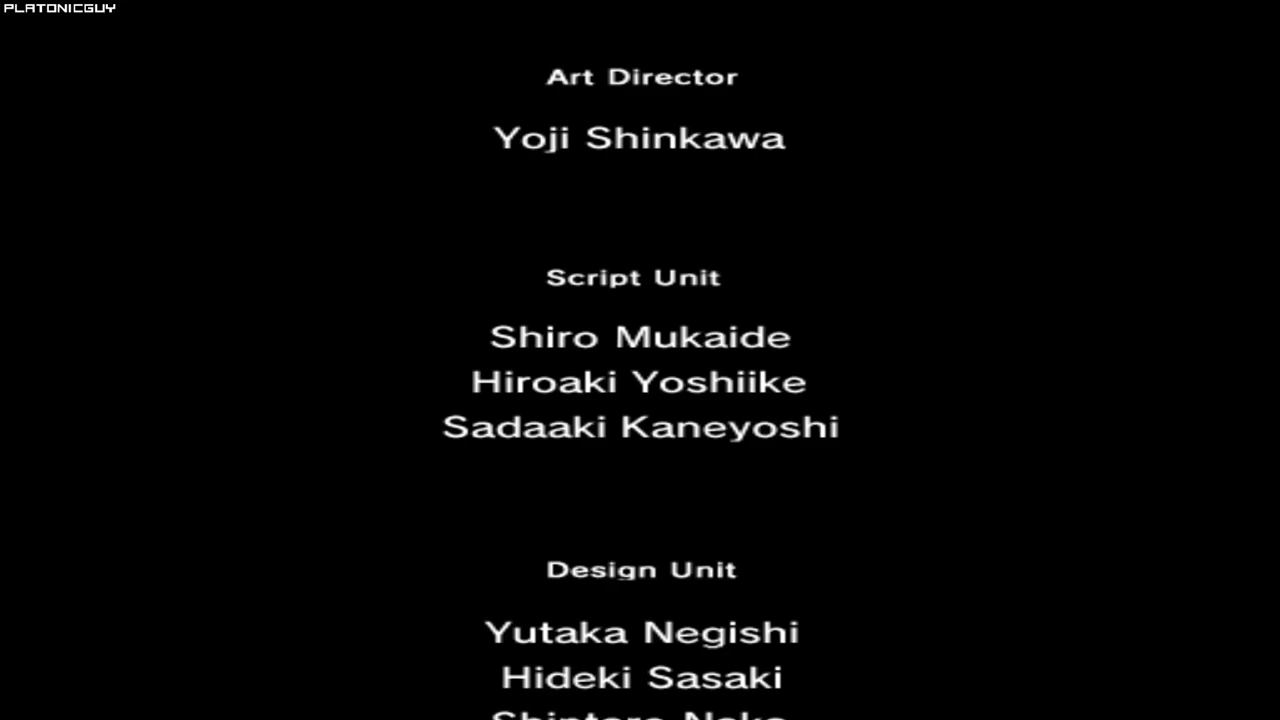 PLATONICGUY
Art Director
Yoji Shinkawa
Script Unit
Shiro Mukaide
Hiroaki Yoshiike
Sadaaki Kaneyoshi
Design Unit
Yutaka Negishi
Hideki Sasaki